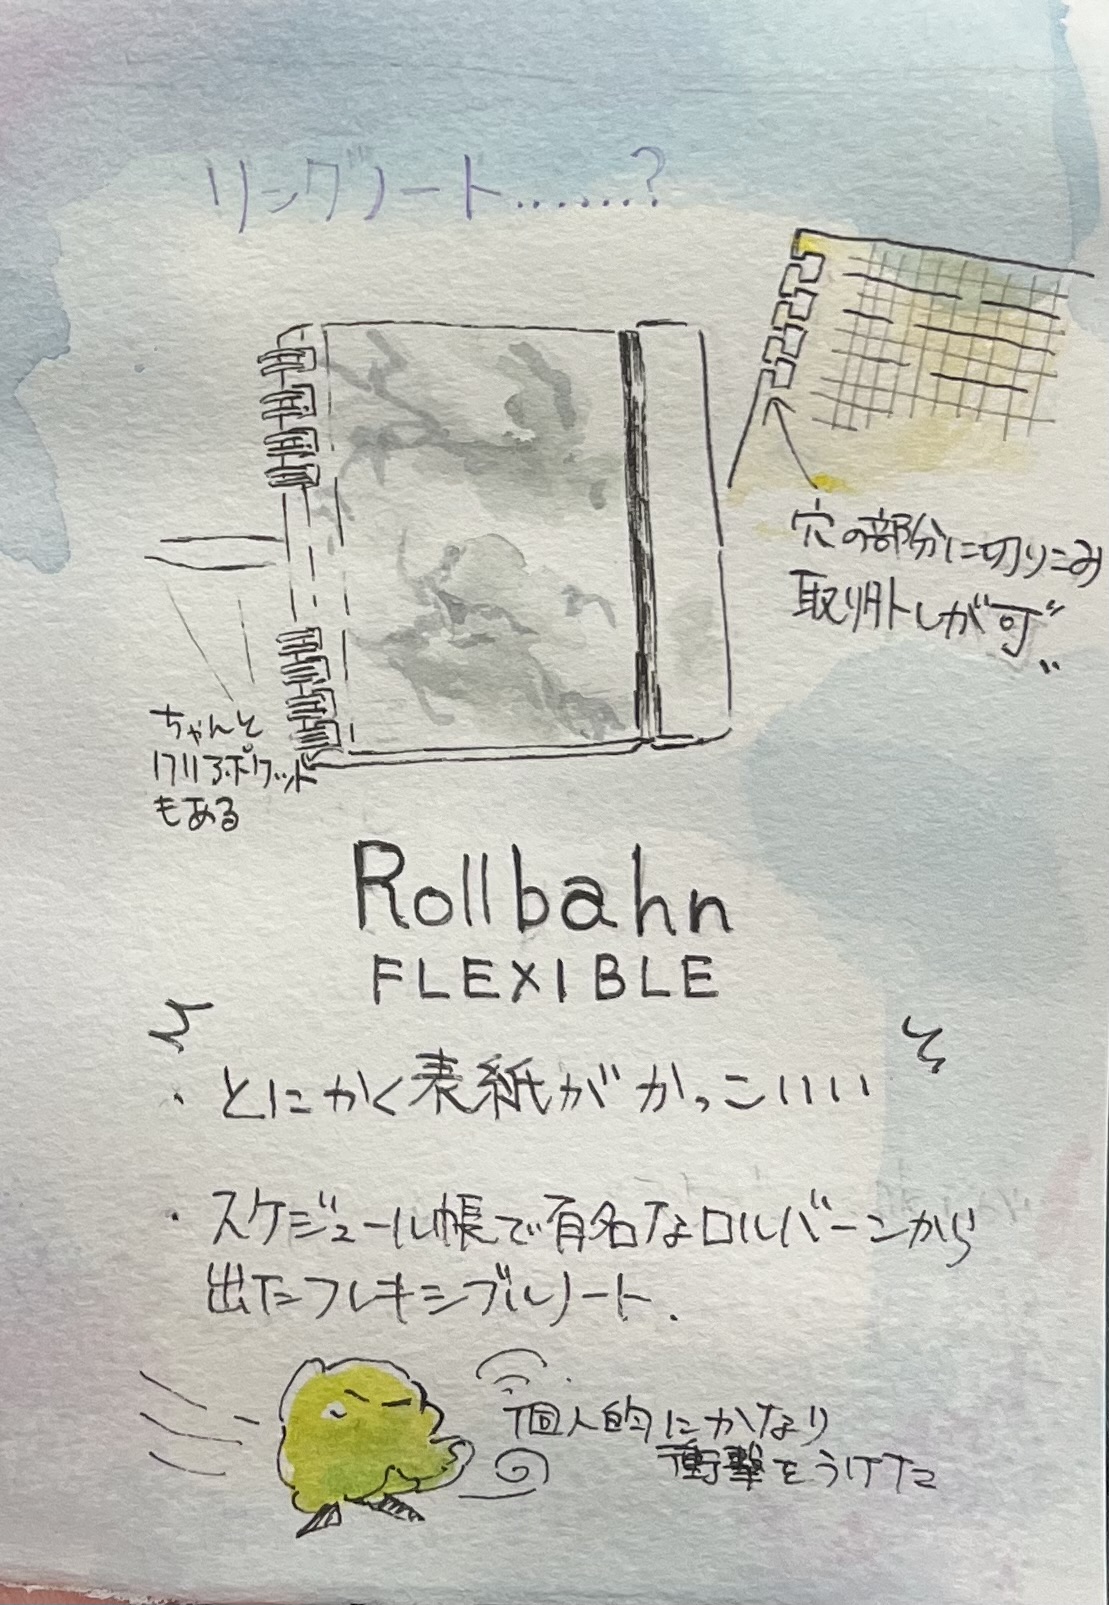 リングノート.......?
穴の部分に切りこみ
取り外しが可"
ちゃんと
クリアポケット
もある
Rollbahn
FLEXIBLE
・とにかく表紙がかっこいい
・スケジュール帳で有名なロルバーンから
出たフレキシブルノート.
個人的にかなり
衝撃をうけた